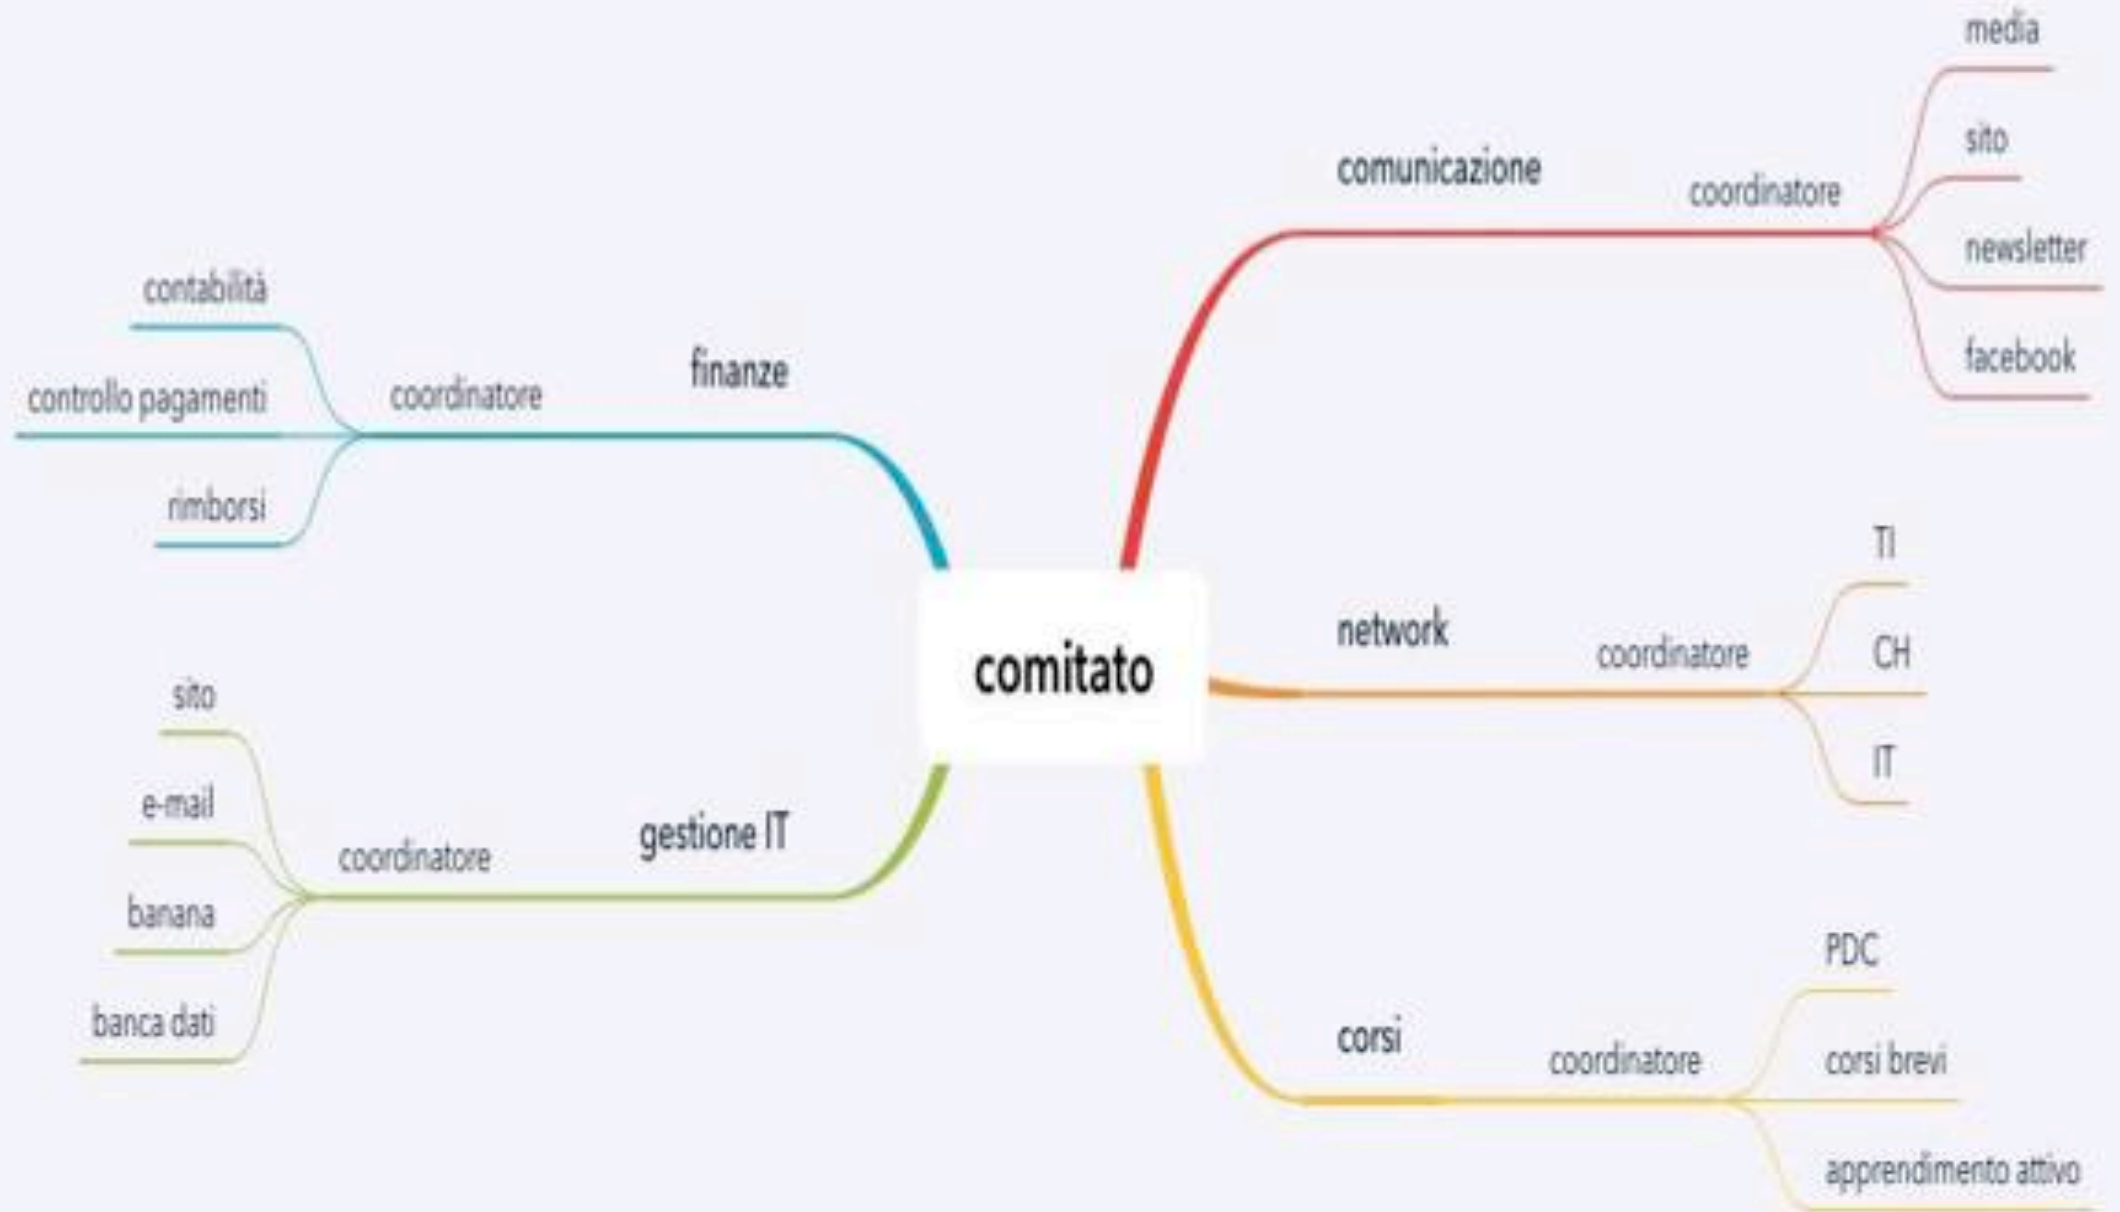 media
sito
comunicazione
coordinatore
newsletter
facebook
contabilità
controllo pagamenti
rimborsi
coordinatore
finanze
TI
CH
IT
network
coordinatore
comitato
sito
e-mail
banana
banca dati
coordinatore
gestione IT
PDC
corsi brevi
apprendimento attivo
corsi
coordinatore